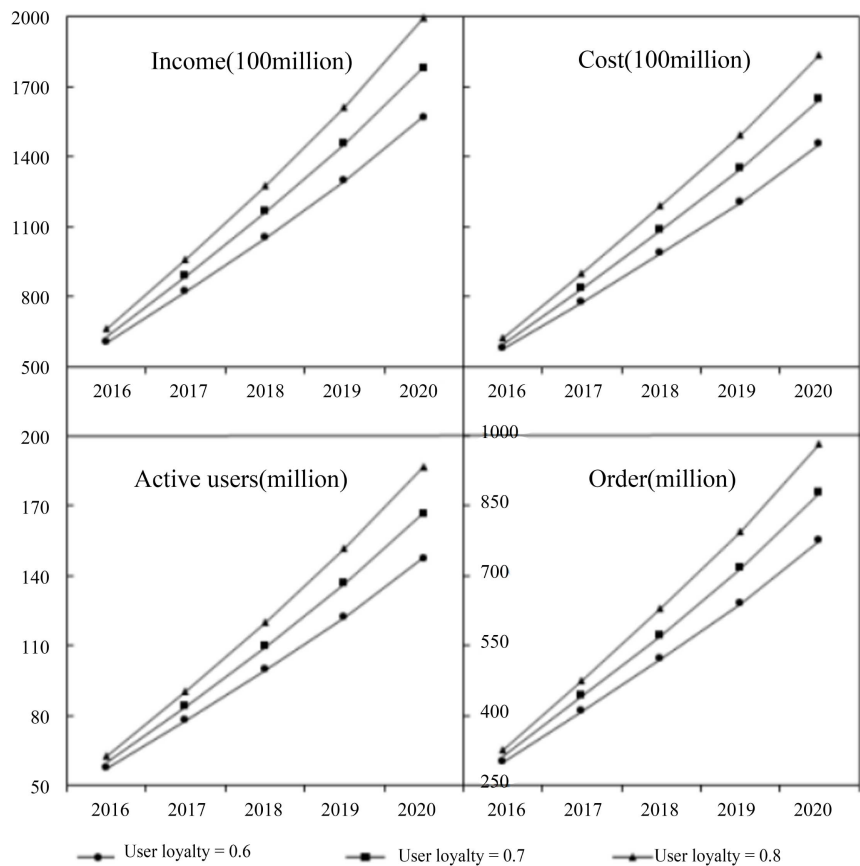 2000
Income(100million)
Cost(100million)
1700
1400
1100
800
500
2016 2017 2018 2019 2020
2016 2017 2018 2019 2020
200
1000
Active users(million)
Order(million)
170
850
140
700
110
550
80
400
50
250
2016 2017 2018 2019 2020
2016 2017 2018 2019 2020
User loyalty = 0.6
User loyalty = 0.7
User loyalty = 0.8